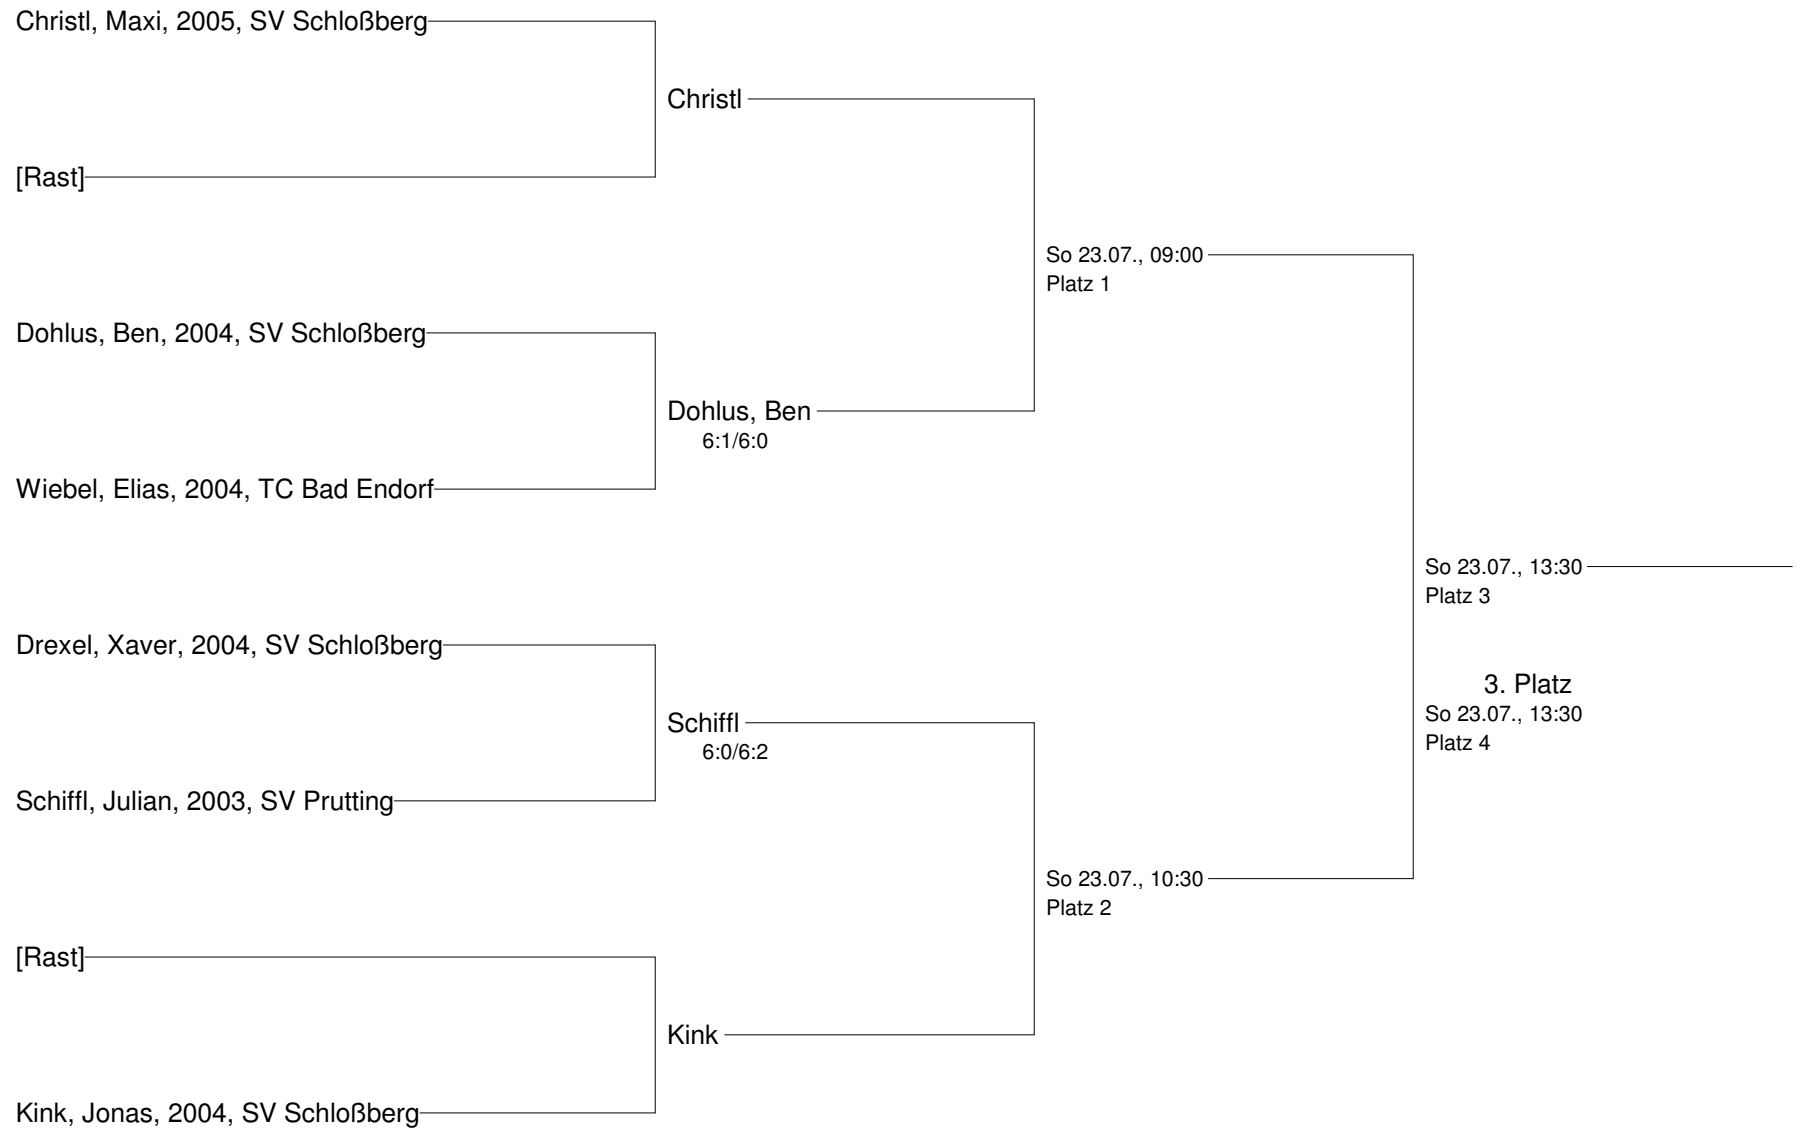 Christl, Maxi, 2005, SV Schloßberg
Christl
[Rast]
So 23.07., 09:00
Platz 1
Dohlus, Ben, 2004, SV Schloßberg
Dohlus, Ben
6:1/6:0
Wiebel, Elias, 2004, TC Bad Endorf
So 23.07., 13:30
Platz 3
Drexel, Xaver, 2004, SV Schloßberg
3. Platz
So 23.07., 13:30
Platz 4
Schiffl
6:0/6:2
Schiffl, Julian, 2003, SV Prutting
So 23.07., 10:30
Platz 2
[Rast]
Kink
Kink, Jonas, 2004, SV Schloßberg